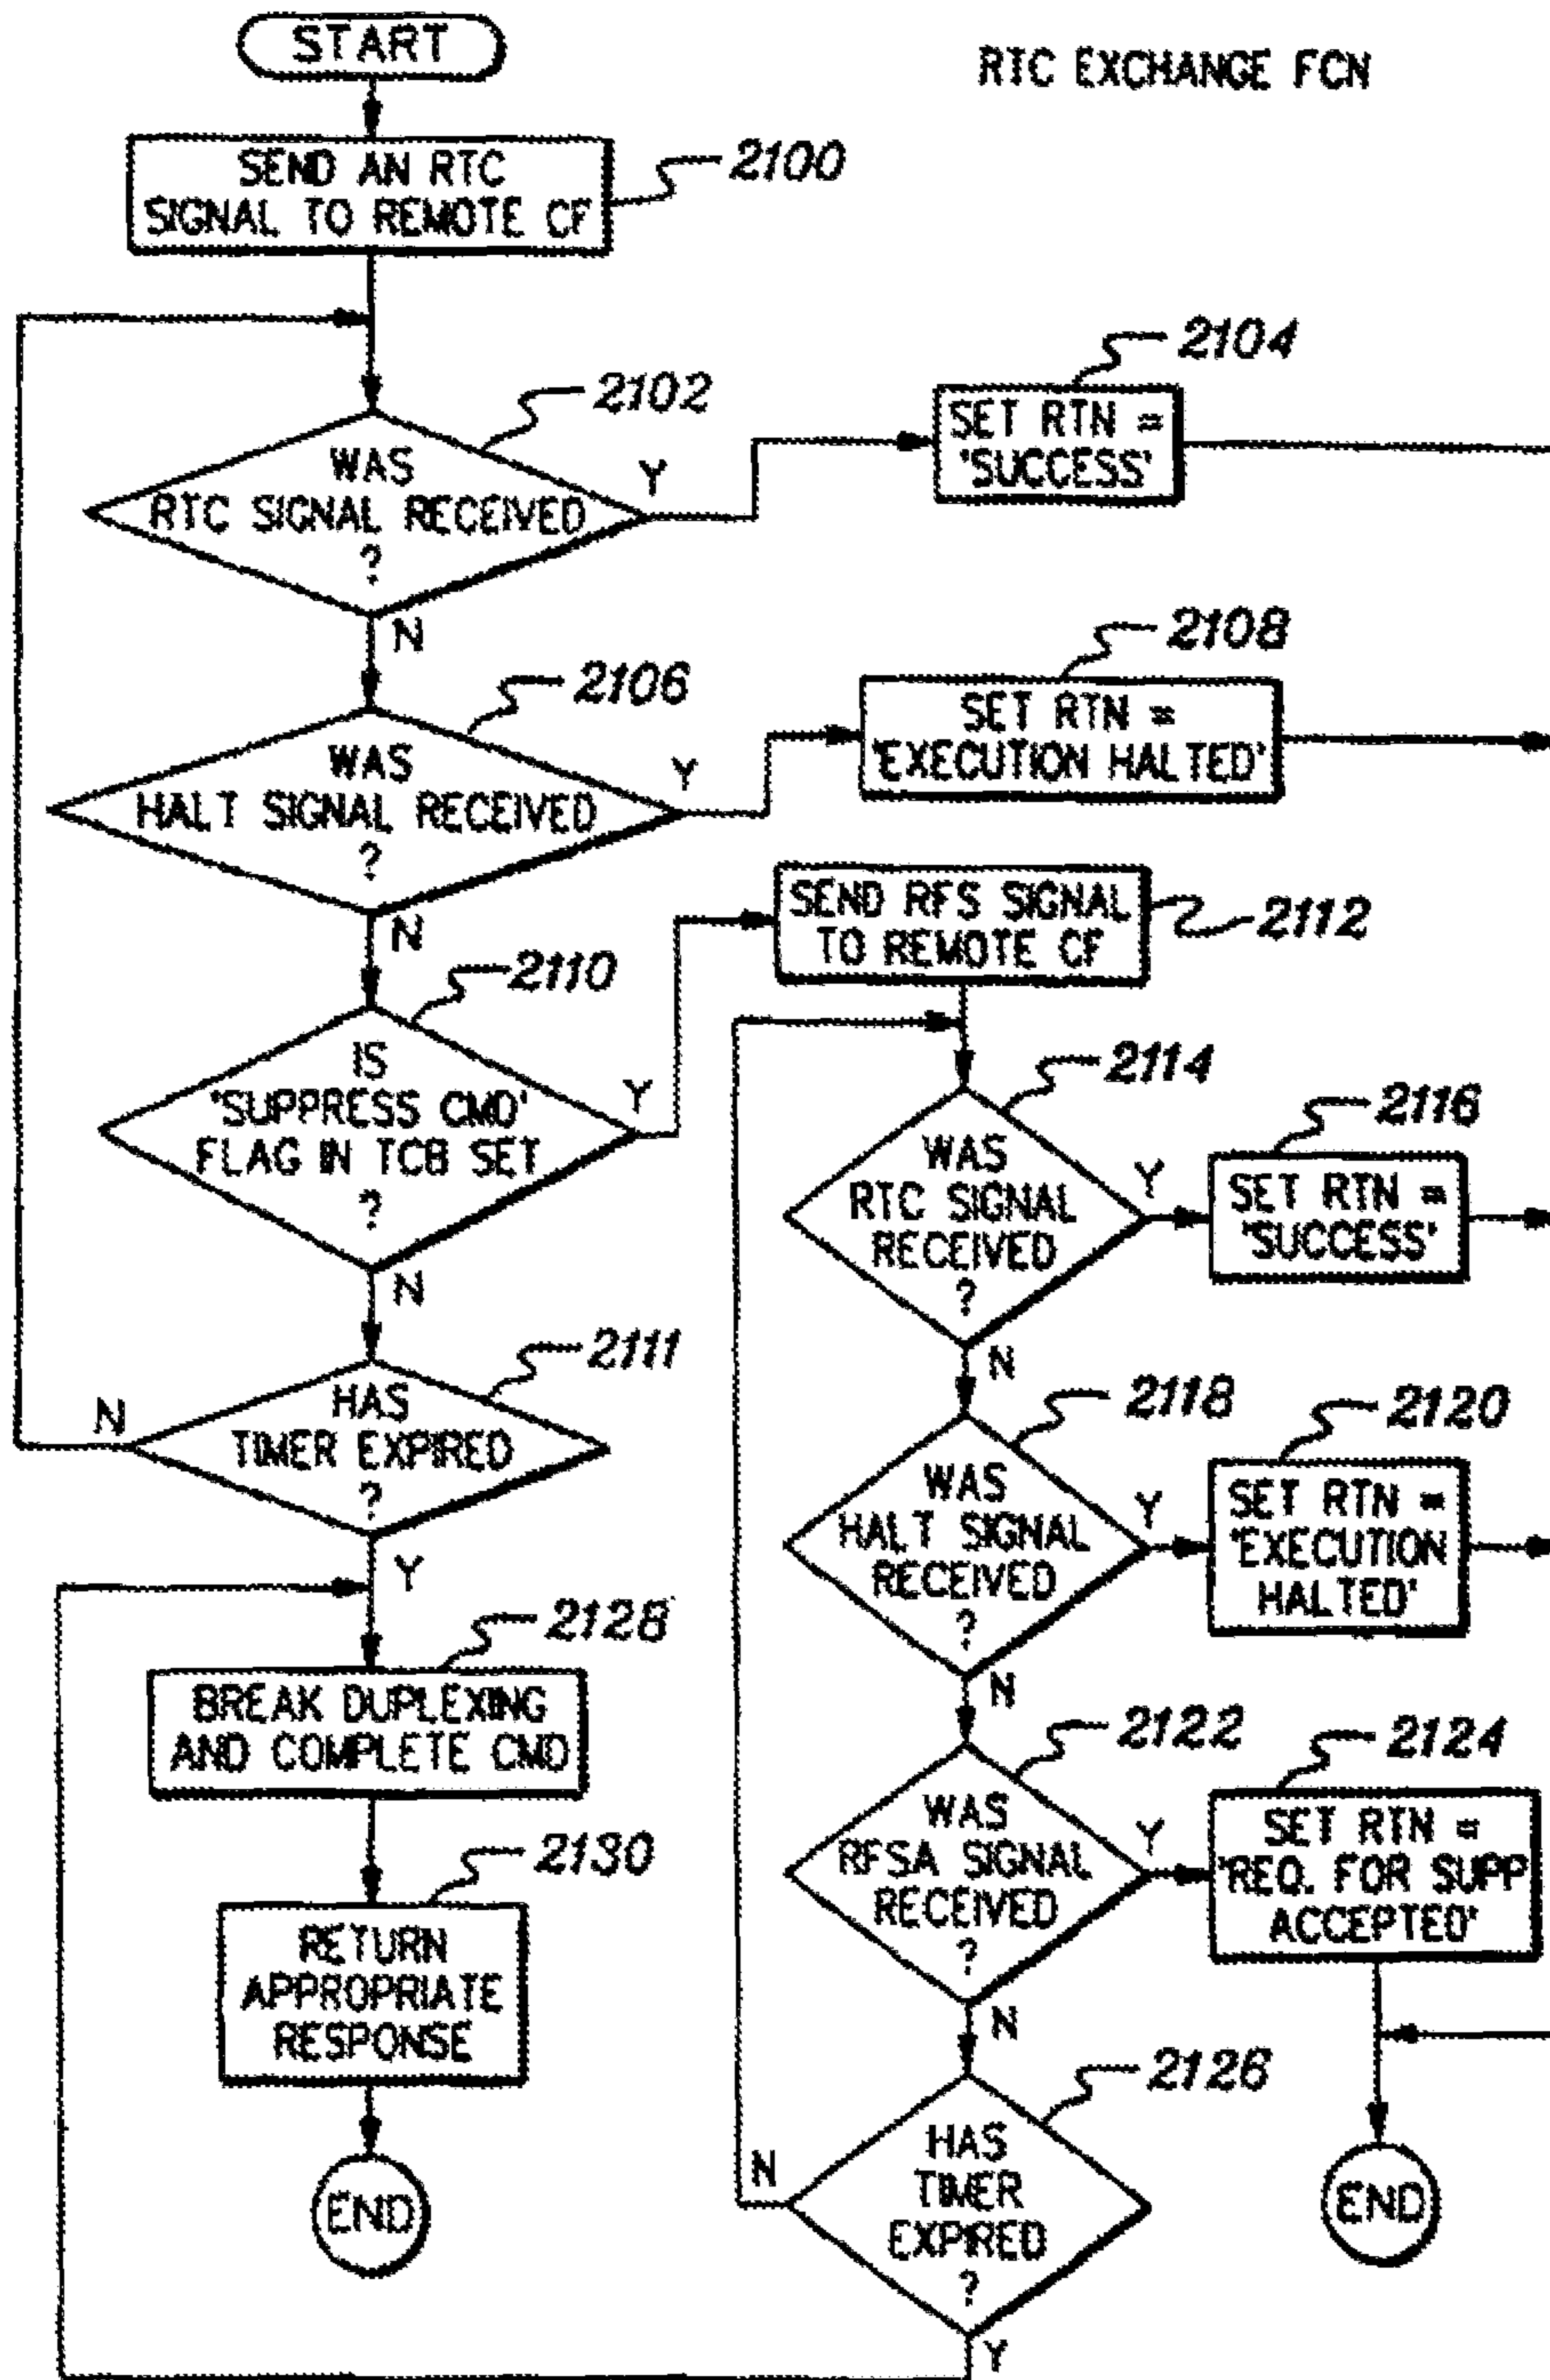 START
RTC EXCHANGE FCN
SEND AN RTC
SIGNAL TO REMOTE CF
2100
WAS
RTC SIGNAL RECEIVED
?
2102
Y
N
SET RTN =
'SUCCESS'
2104
WAS
HALT SIGNAL RECEIVED
?
2106
Y
N
SET RTN =
'EXECUTION HALTED'
2108
IS
'SUPPRESS CMD'
FLAG IN TCB SET
?
2110
Y
N
SEND RFS SIGNAL
TO REMOTE CF
2112
HAS
TIMER EXPIRED
?
2111
N
Y
WAS
RTC SIGNAL
RECEIVED
?
2114
Y
N
SET RTN =
'SUCCESS'
2116
WAS
HALT SIGNAL
RECEIVED
?
2118
Y
N
SET RTN =
'EXECUTION
HALTED'
2120
WAS
RFSA SIGNAL
RECEIVED
?
2122
Y
N
SET RTN =
'REQ. FOR SUPP
ACCEPTED'
2124
HAS
TIMER
EXPIRED
?
2126
N
Y
END
BREAK DUPLEXING
AND COMPLETE CMD
2128
RETURN
APPROPRIATE
RESPONSE
2130
END